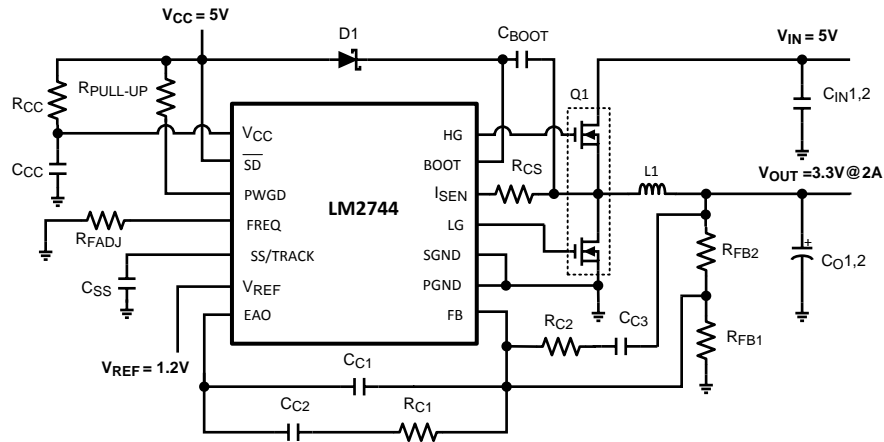 VCC = 5V
D1
CBOOT
VIN = 5V
RCC
RPULL-UP
Q1
CIN1,2
CCC
VCC
SD
PWGD
FREQ
SS/TRACK
VREF
EAO
LM2744
HG
BOOT
ISEN
LG
SGND
PGND
FB
RCS
L1
VOUT =3.3V@2A
RFADJ
CSS
RFB2
+
CO1,2
RC2
CC3
RFB1
VREF = 1.2V
CC1
CC2
RC1